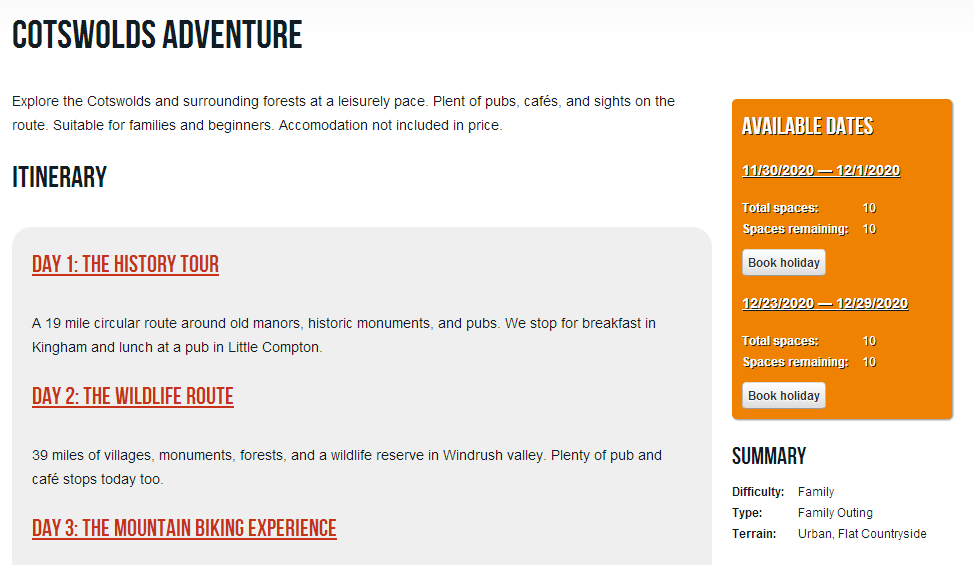 COTSWOLDS ADVENTURE
Explore the Cotswolds and surrounding forests at a leisurely pace. Plent of pubs, cafés, and sights on the
route. Suitable for families and beginners. Accomodation not included in price.
ITINERARY
DAY 1: THE HISTORY TOUR
A 19 mile circular route around old manors, historic monuments, and pubs. We stop for breakfast in
Kingham and lunch at a pub in Little Compton.
DAY 2: THE WILDLIFE ROUTE
39 miles of villages, monuments, forests, and a wildlife reserve in Windrush valley. Plenty of pub and
café stops today too.
DAY 3: THE MOUNTAIN BIKING EXPERIENCE
AVAILABLE DATES
11/30/2020 — 12/1/2020
Total spaces: 10
Spaces remaining: 10
Book holiday
12/23/2020 — 12/29/2020
Total spaces: 10
Spaces remaining: 10
Book holiday
SUMMARY
Difficulty: Family
Type: Family Outing
Terrain: Urban, Flat Countryside